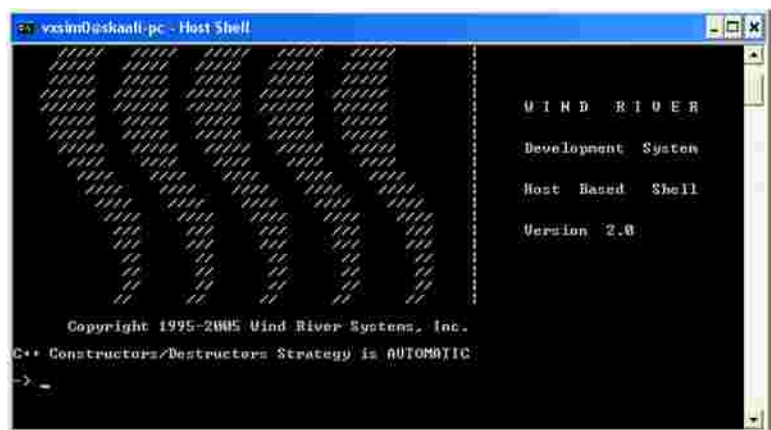 vxsim0@skaali-pc - Host Shell
W I N D   R I V E R
Development System
Host Based Shell
Version 2.0
Copyright 1995-2005 Wind River Systems, Inc.
C++ Constructors/Destructors Strategy is AUTOMATIC
-> _